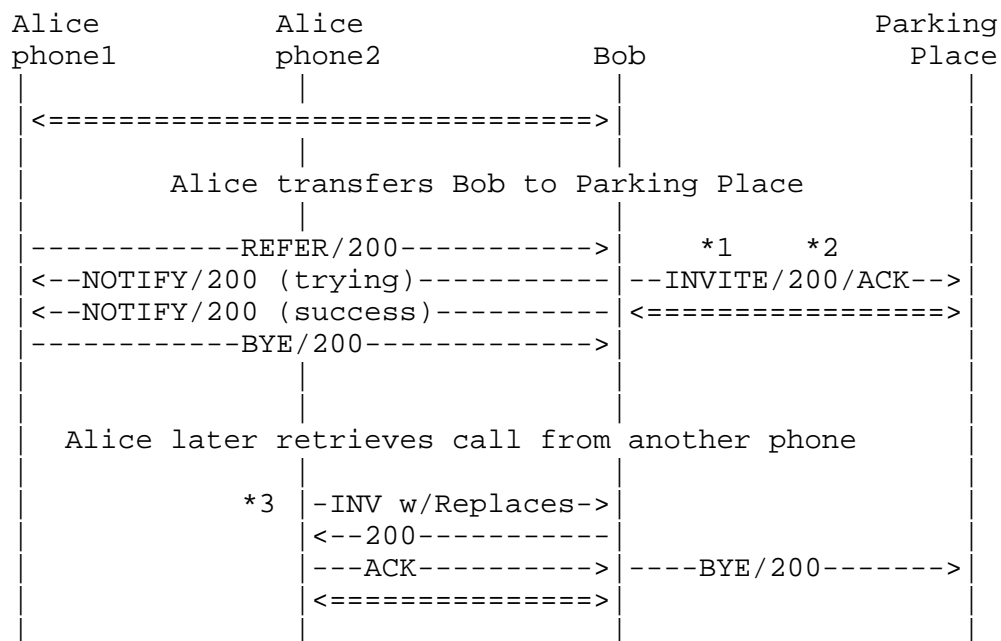 Alice            Alice                             Parking
phone1           phone2            Bob               Place
|                |                 |                   |
|<===============================>|                   |
|                |                 |                   |
|        Alice transfers Bob to Parking Place          |
|                |                 |                   |
|------------REFER/200----------->|    *1    *2       |
|<--NOTIFY/200 (trying)-----------|--INVITE/200/ACK-->|
|<--NOTIFY/200 (success)----------|<=================>|
|------------BYE/200------------->|                   |
|                |                 |                   |
|                |                 |                   |
|  Alice later retrieves call from another phone       |
|                |                 |                   |
|            *3  |-INV w/Replaces->|                   |
|                |<--200-----------|                   |
|                |---ACK---------->|----BYE/200------->|
|                |<===============>|                   |
|                |                 |                   |